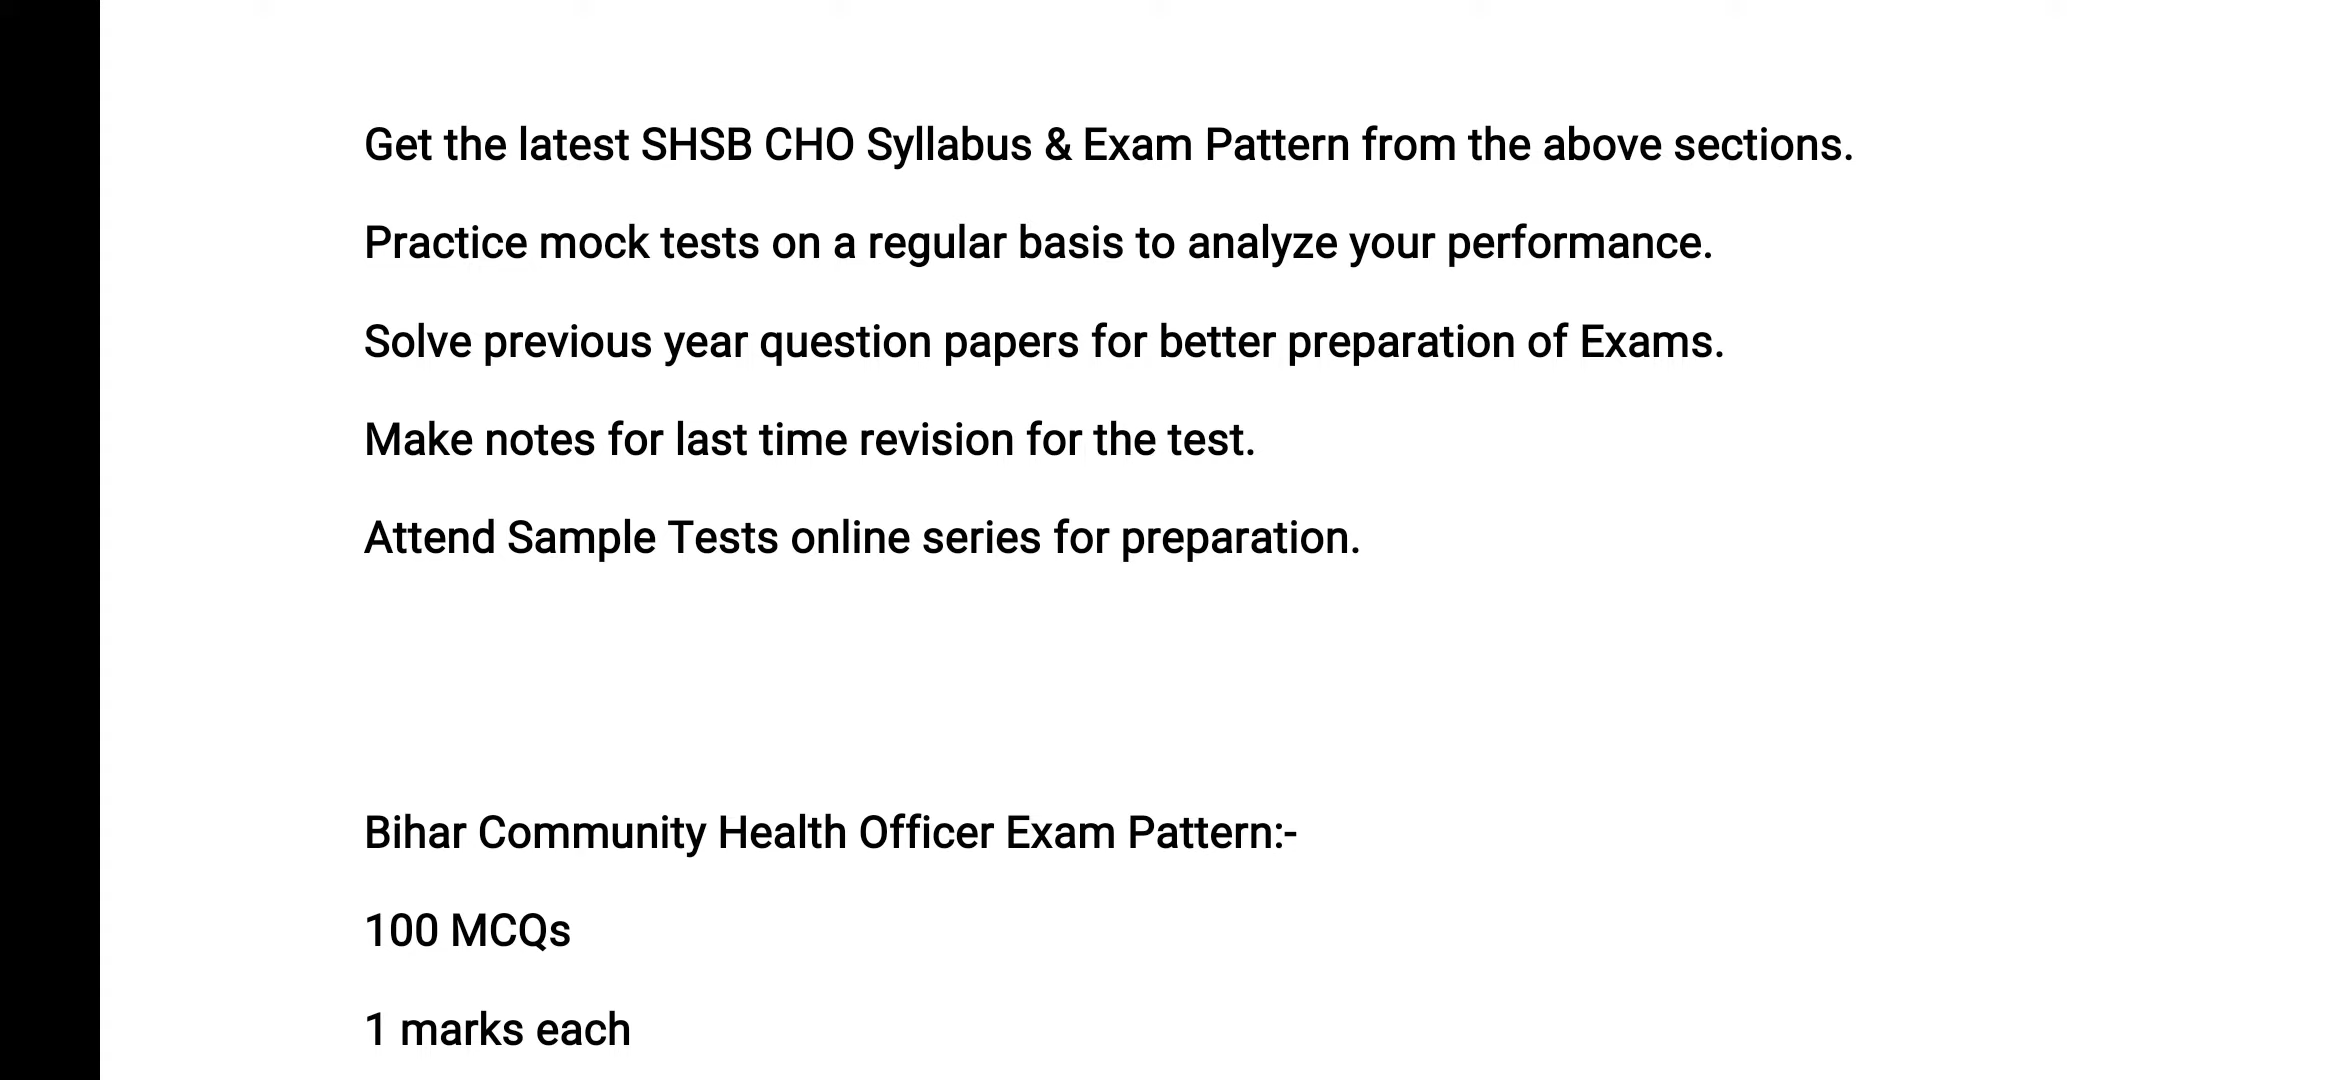 Get the latest SHSB CHO Syllabus & Exam Pattern from the above sections.
Practice mock tests on a regular basis to analyze your performance.
Solve previous year question papers for better preparation of Exams.
Make notes for last time revision for the test.
Attend Sample Tests online series for preparation.
Bihar Community Health Officer Exam Pattern:-
100 MCQs
1 marks each